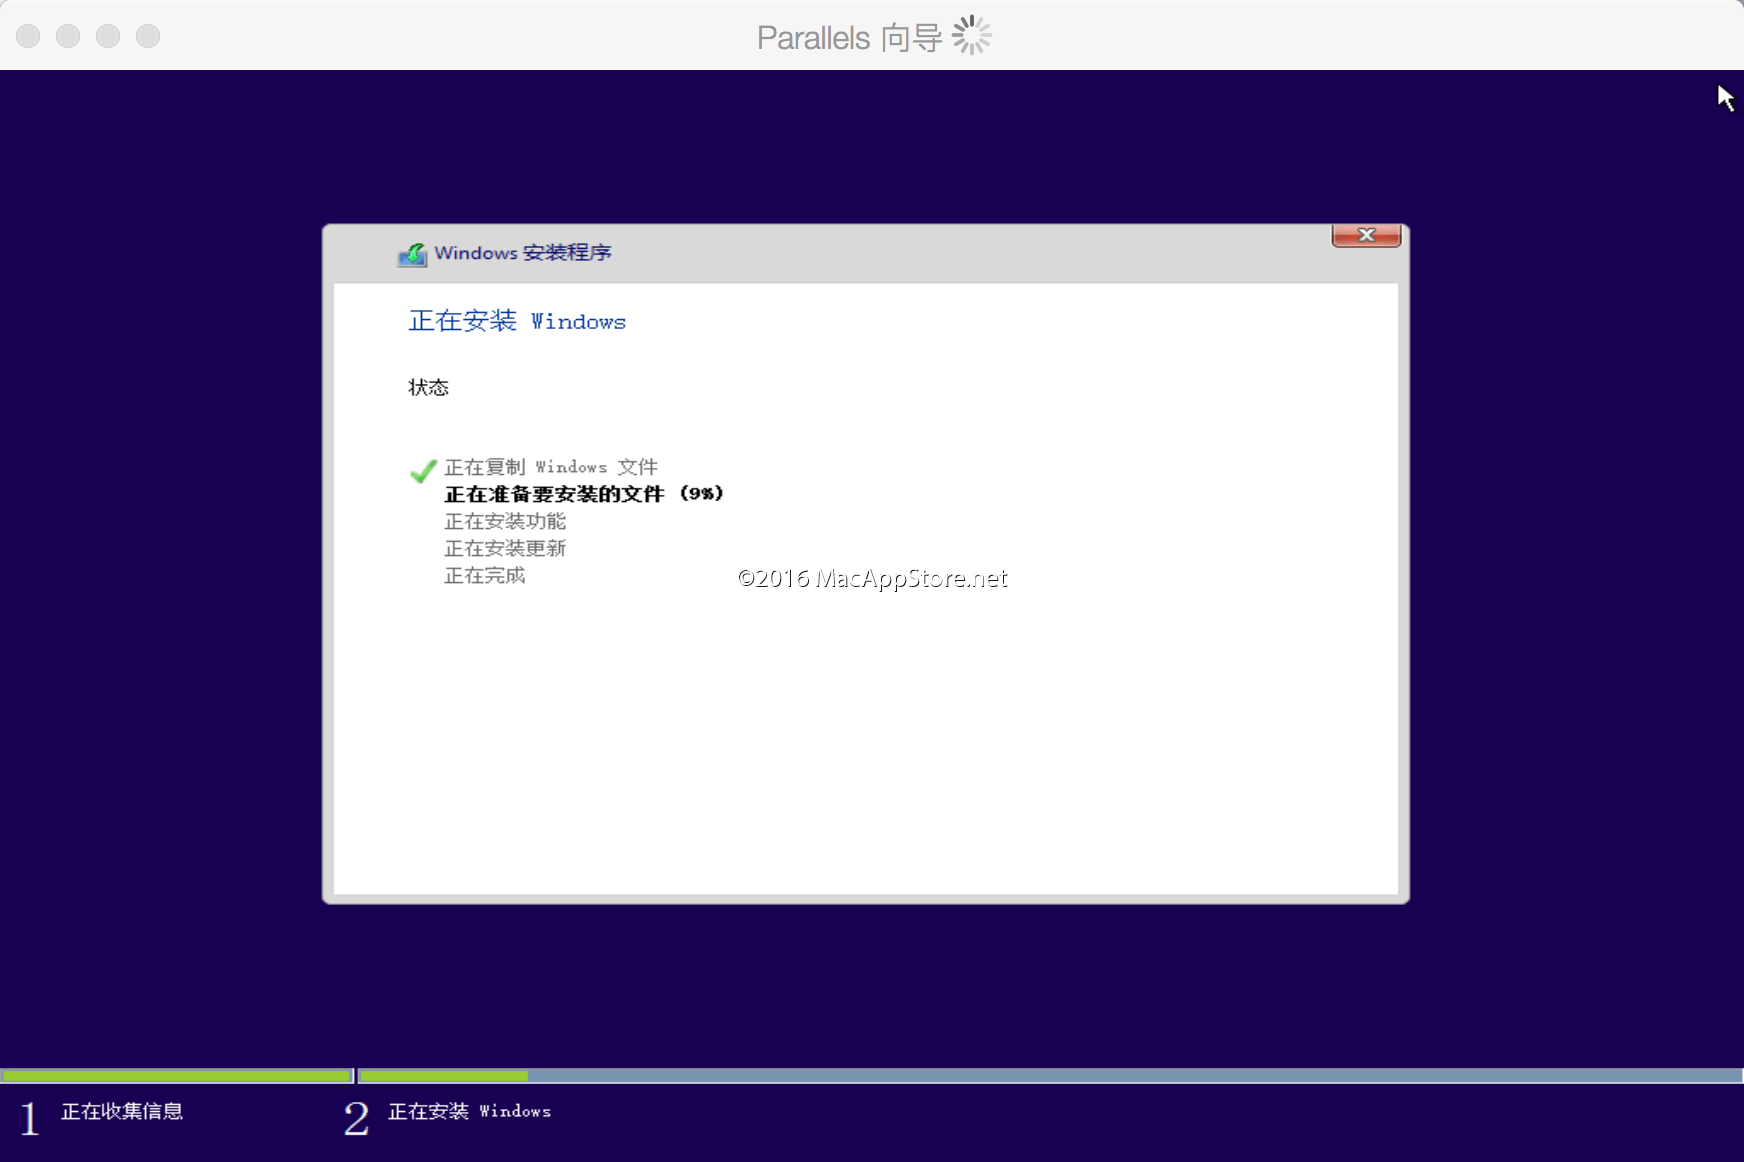 Parallels 向导
Windows 安装程序
正在安装 Windows
状态
正在复制 Windows 文件
正在准备要安装的文件 (9%)
正在安装功能
正在安装更新
正在完成
©2016 MacAppStore.net
1 正在收集信息
2 正在安装 Windows